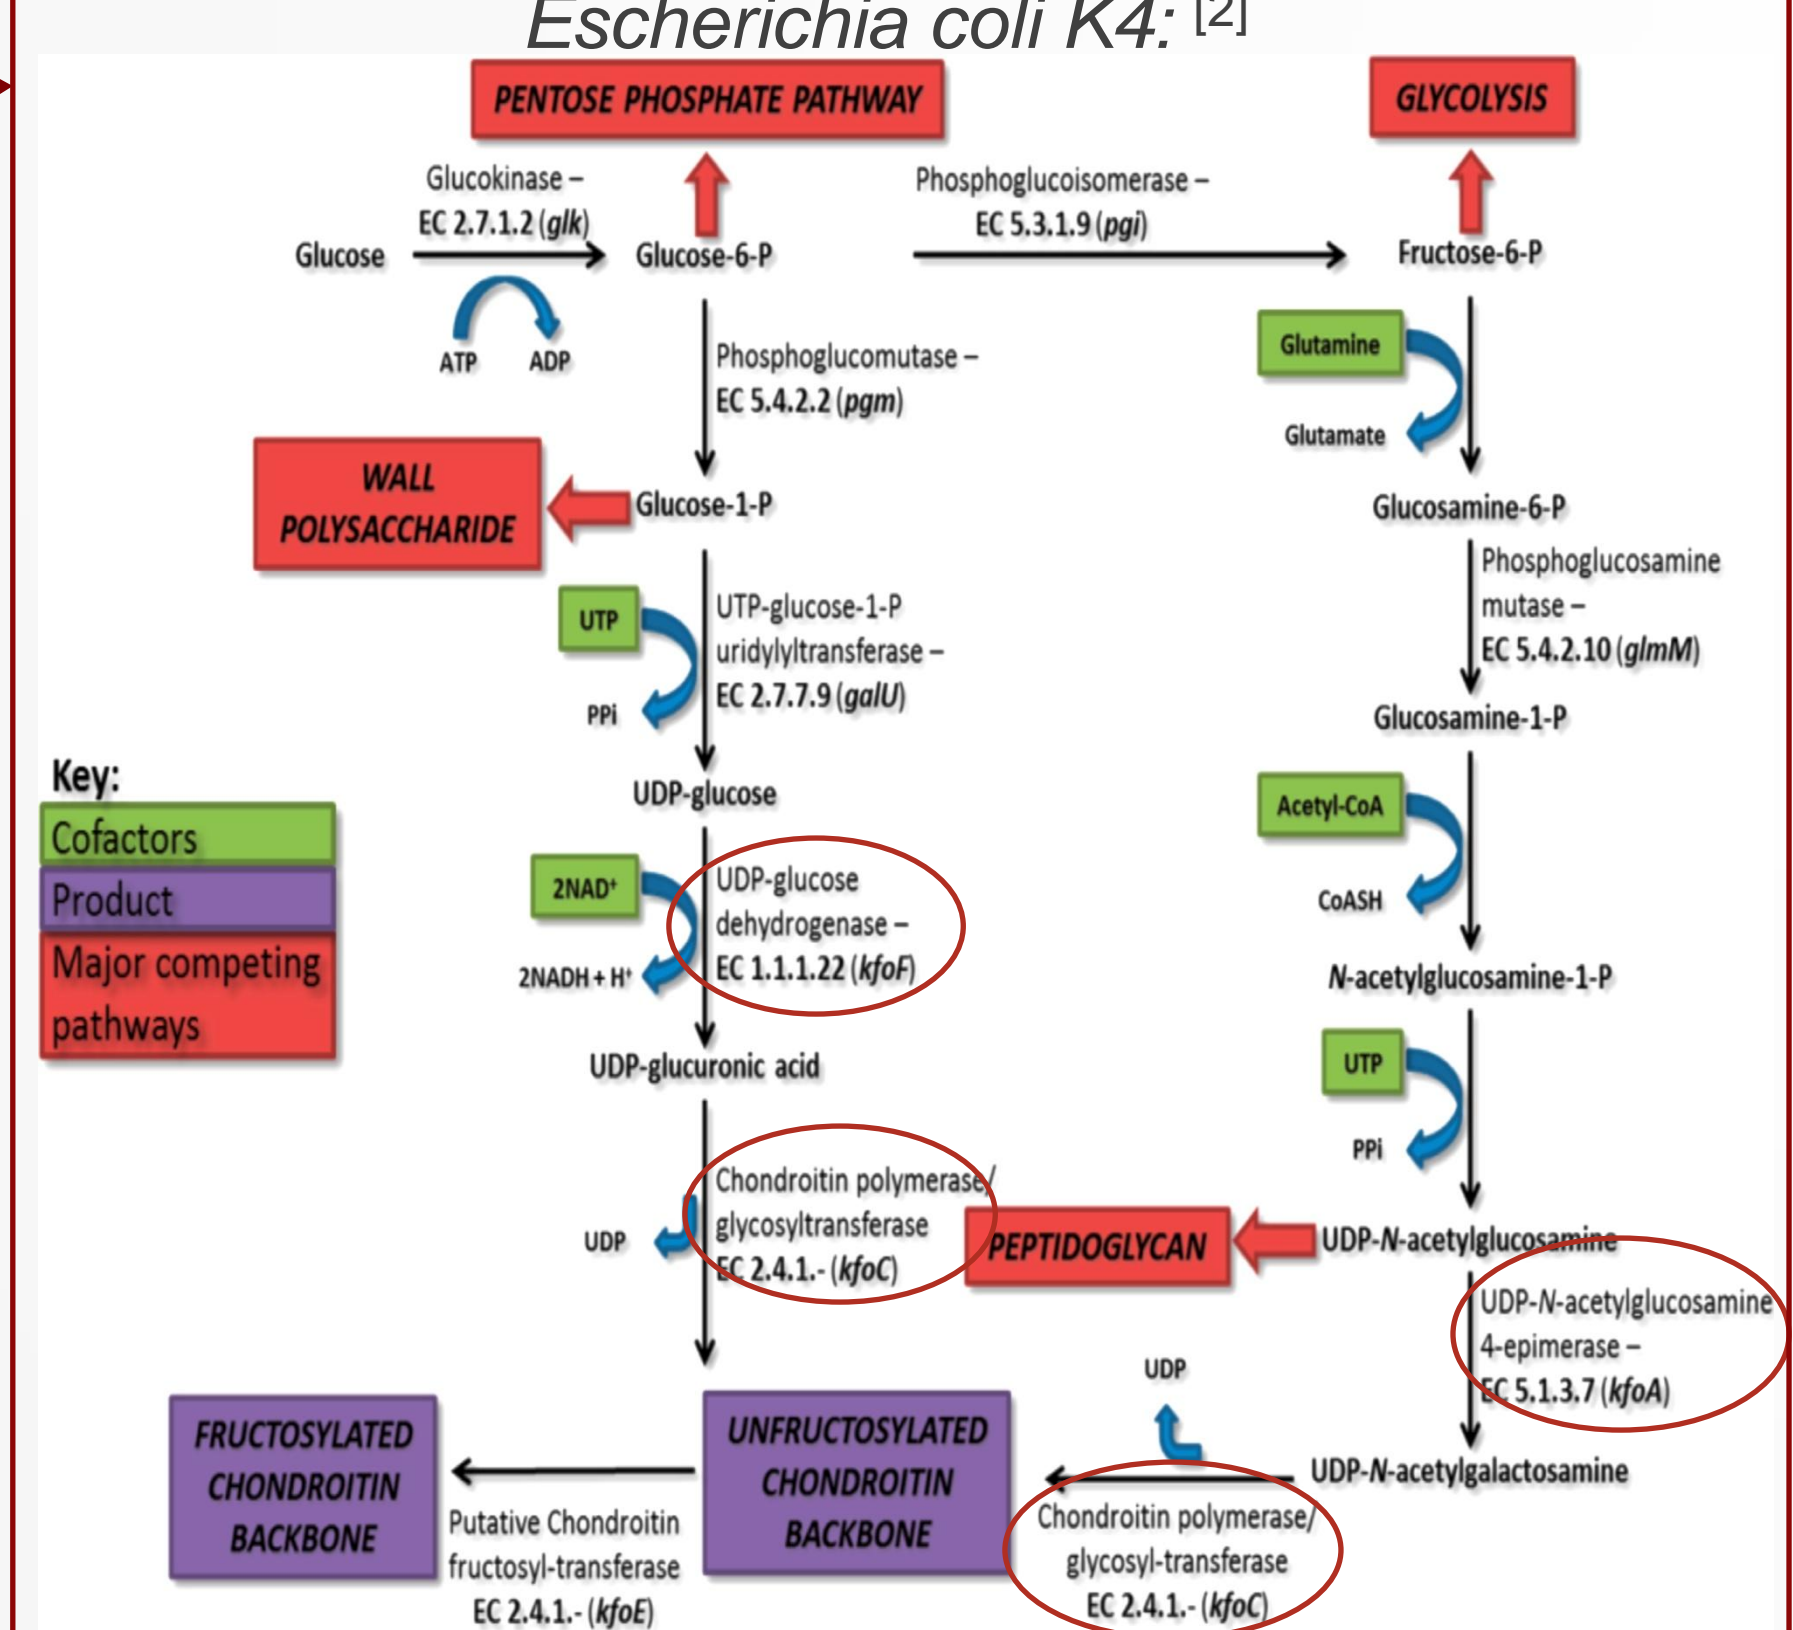 Escherichia coli K4: [2]
PENTOSE PHOSPHATE PATHWAY
GLYCOLYSIS
Glucokinase –
EC 2.7.1.2 (glk)
Phosphoglucoisomerase –
EC 5.3.1.9 (pgi)
Glucose
Glucose-6-P
Fructose-6-P
ATP
ADP
Phosphoglucomutase –
EC 5.4.2.2 (pgm)
Glutamine
Glutamate
WALL
POLYSACCHARIDE
Glucose-1-P
Glucosamine-6-P
UTP
PPi
UTP-glucose-1-P
uridylyltransferase –
EC 2.7.7.9 (galU)
Phosphoglucosamine
mutase –
EC 5.4.2.10 (glmM)
Glucosamine-1-P
Key:
Cofactors
Product
Major competing
pathways
UDP-glucose
Acetyl-CoA
CoASH
2NAD+
2NADH + H+
UDP-glucose
dehydrogenase –
EC 1.1.1.22 (kfoF)
N-acetylglucosamine-1-P
UDP-glucuronic acid
UTP
PPi
UDP
Chondroitin polymerase/
glycosyltransferase
EC 2.4.1.- (kfoC)
PEPTIDOGLYCAN
UDP-N-acetylglucosamine
UDP-N-acetylglucosamine
4-epimerase –
EC 5.1.3.7 (kfoA)
UDP
FRUCTOSYLATED
CHONDROITIN
BACKBONE
UNFRUCTOSYLATED
CHONDROITIN
BACKBONE
UDP-N-acetylgalactosamine
Putative Chondroitin
fructosyl-transferase
EC 2.4.1.- (kfoE)
Chondroitin polymerase/
glycosyl-transferase
EC 2.4.1.- (kfoC)